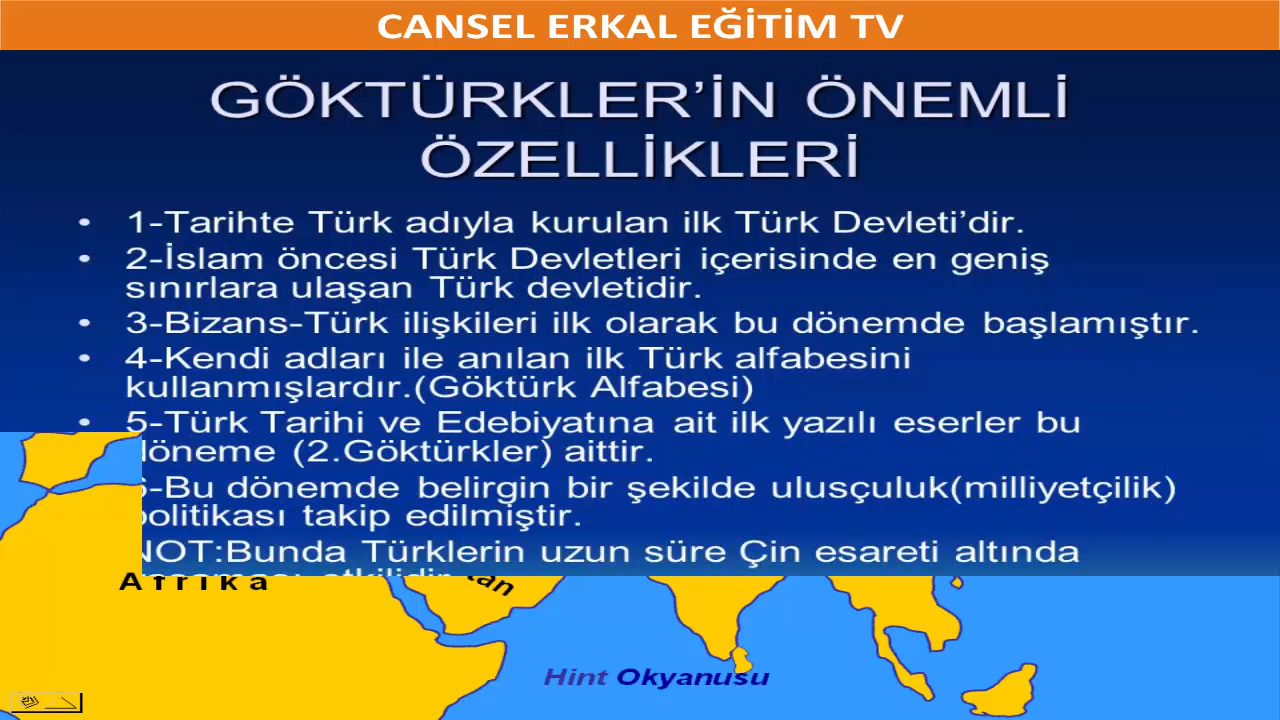 CANSEL ERKAL EĞİTİM TV
GÖKTÜRKLER’İN ÖNEMLİ
ÖZELLİKLERİ
• 1-Tarihte Türk adıyla kurulan ilk Türk Devleti’dir.
• 2-İslam öncesi Türk Devletleri içerisinde en geniş
sınırlara ulaşan Türk devletidir.
• 3-Bizans-Türk ilişkileri ilk olarak bu dönemde başlamıştır.
• 4-Kendi adları ile anılan ilk Türk alfabesini
kullanmışlardır.(Göktürk Alfabesi)
• 5-Türk Tarihi ve Edebiyatına ait ilk yazılı eserler bu
döneme (2.Göktürkler) aittir.
6-Bu dönemde belirgin bir şekilde ulusçuluk(milliyetçilik)
politikası takip edilmiştir.
NOT:Bunda Türklerin uzun süre Çin esareti altında
Afrika
Hint Okyanusu